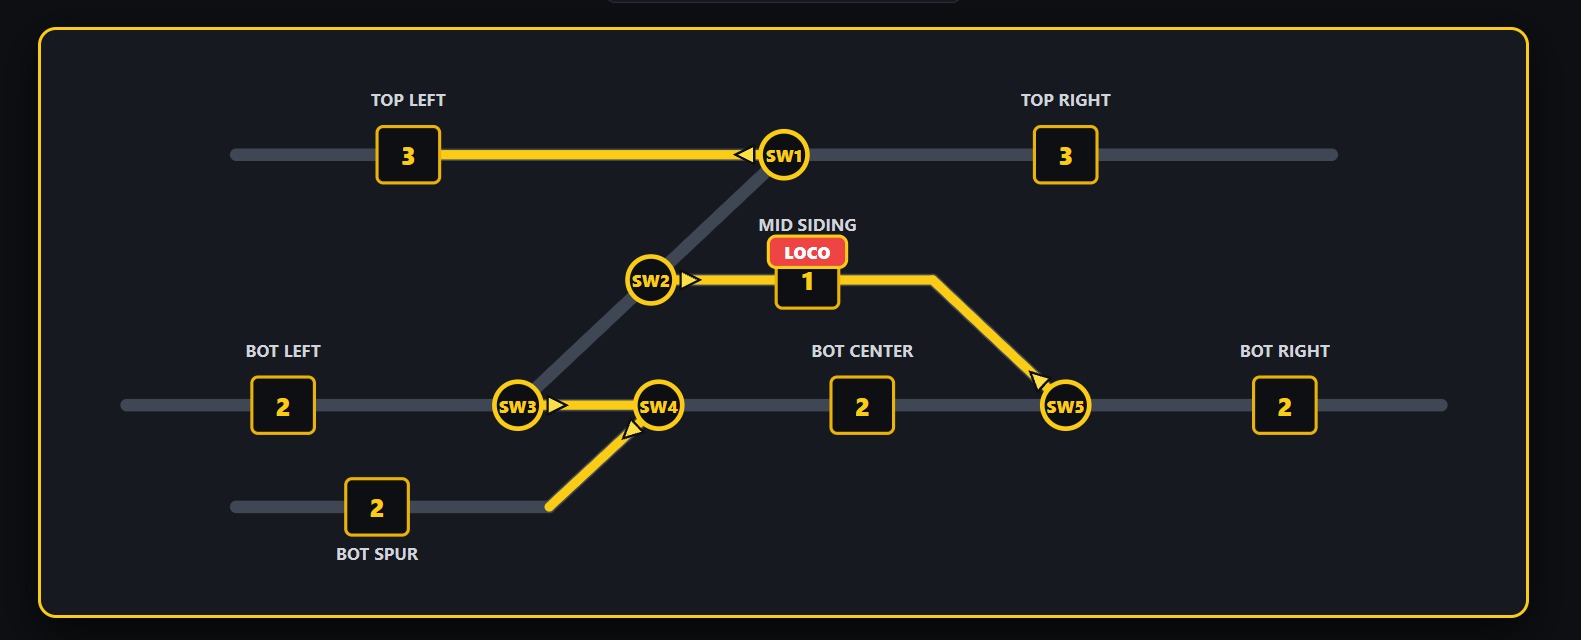 TOP LEFT
TOP RIGHT
3
SW1
3
MID SIDING
LOCO
SW2
1
BOT LEFT
BOT CENTER
BOT RIGHT
2
SW3
SW4
2
SW5
2
2
BOT SPUR